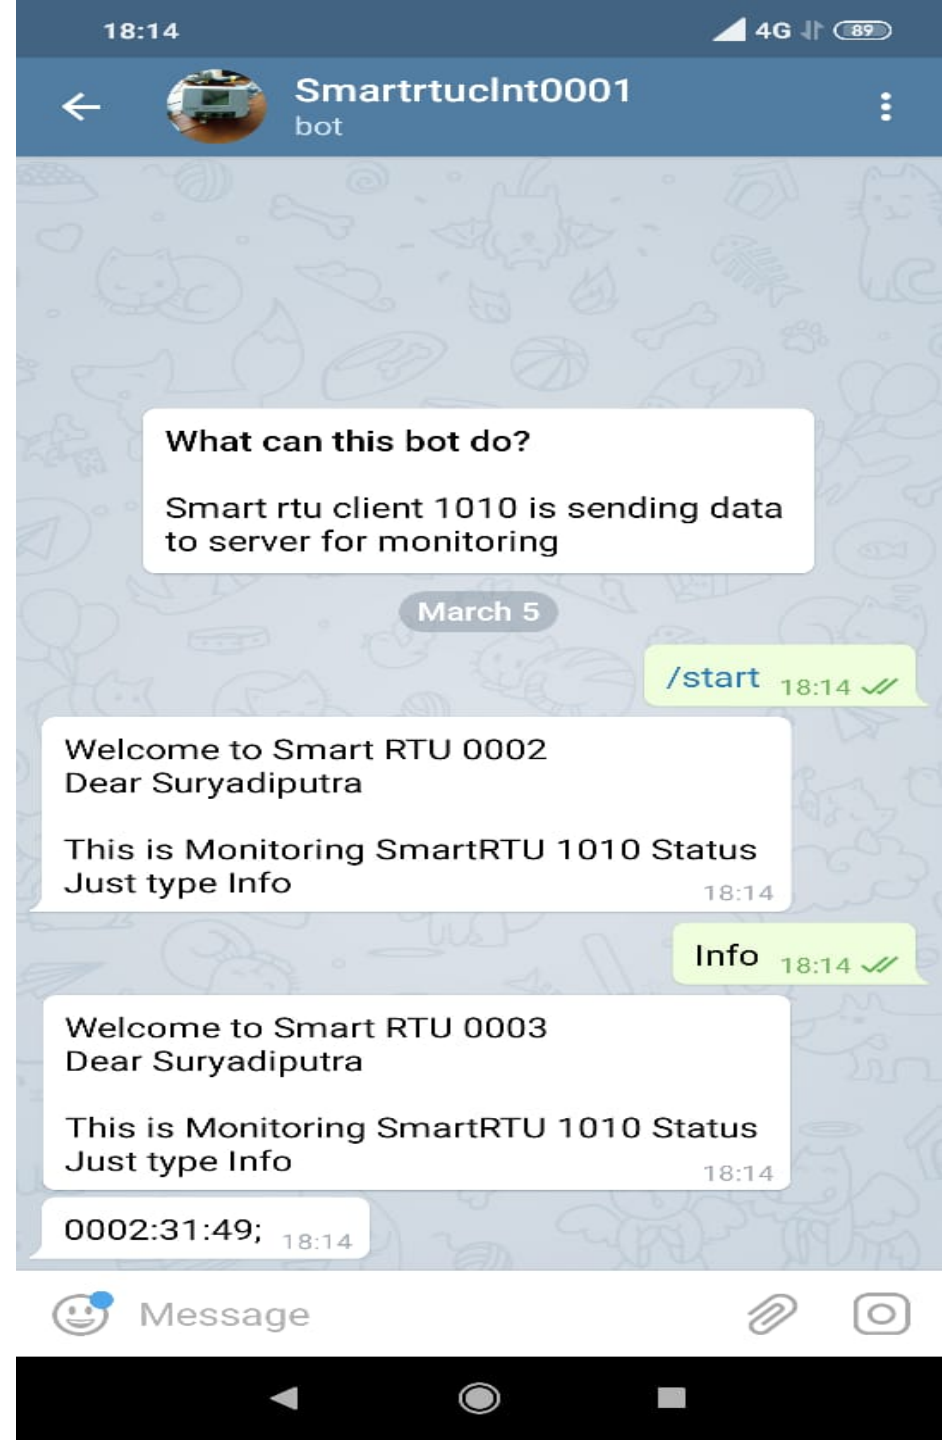 18:14
4G
89
Smartrtuclnt0001
bot
What can this bot do?
Smart rtu client 1010 is sending data
to server for monitoring
March 5
/start 18:14
Welcome to Smart RTU 0002
Dear Suryadiputra
This is Monitoring SmartRTU 1010 Status
Just type Info
18:14
Info 18:14
Welcome to Smart RTU 0003
Dear Suryadiputra
This is Monitoring SmartRTU 1010 Status
Just type Info
18:14
0002:31:49; 18:14
Message